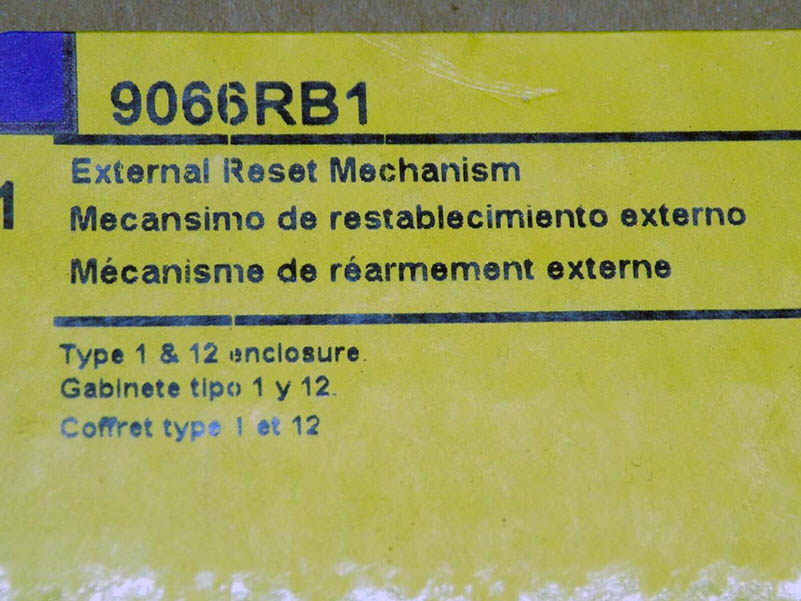 9066RB1
External Reset Mechanism
1
Mecansimo de restablecimiento externo
Mécanisme de réarmement externe
Type 1 & 12 enclosure.
Gabinete tipo 1 y 12.
Coffret type 1 et 12